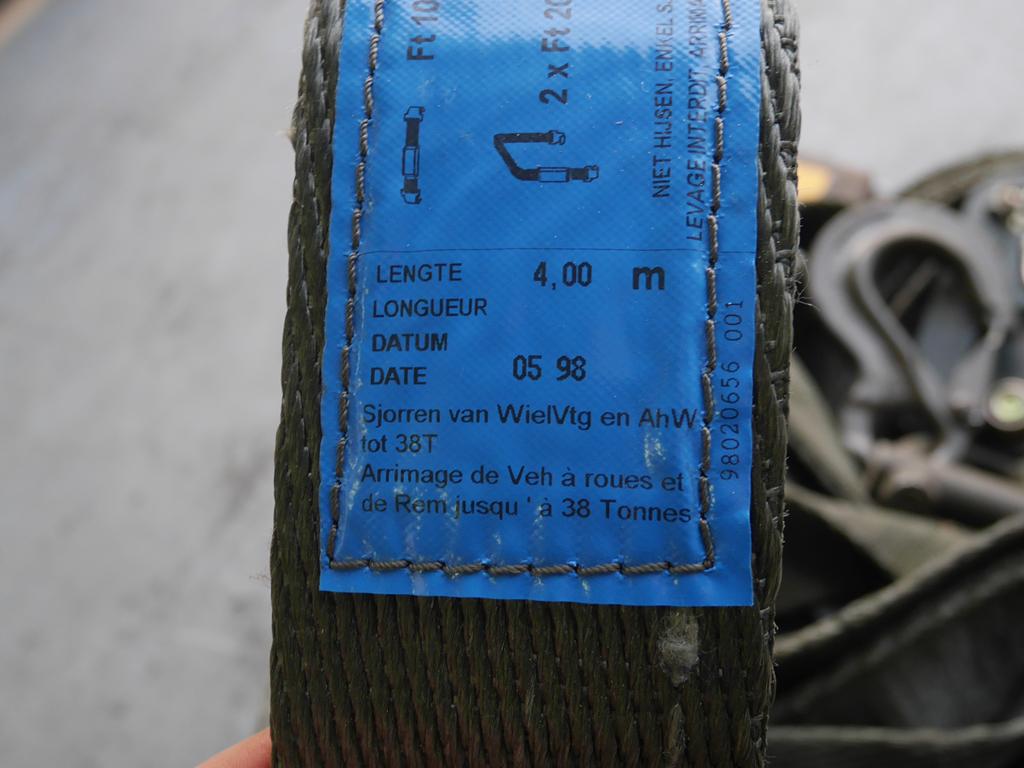 Ft 10
2 x Ft 20
NIET HIJSEN, ENKEL
LEVAGE INTERDIT
LENGTE 4,00 m
LONGUEUR
DATUM
DATE 05 98
Sjorren van WielVtg en AhW
tot 38T
Arrimage de Veh à roues et
de Rem jusqu ' à 38 Tonnes
98020656 001